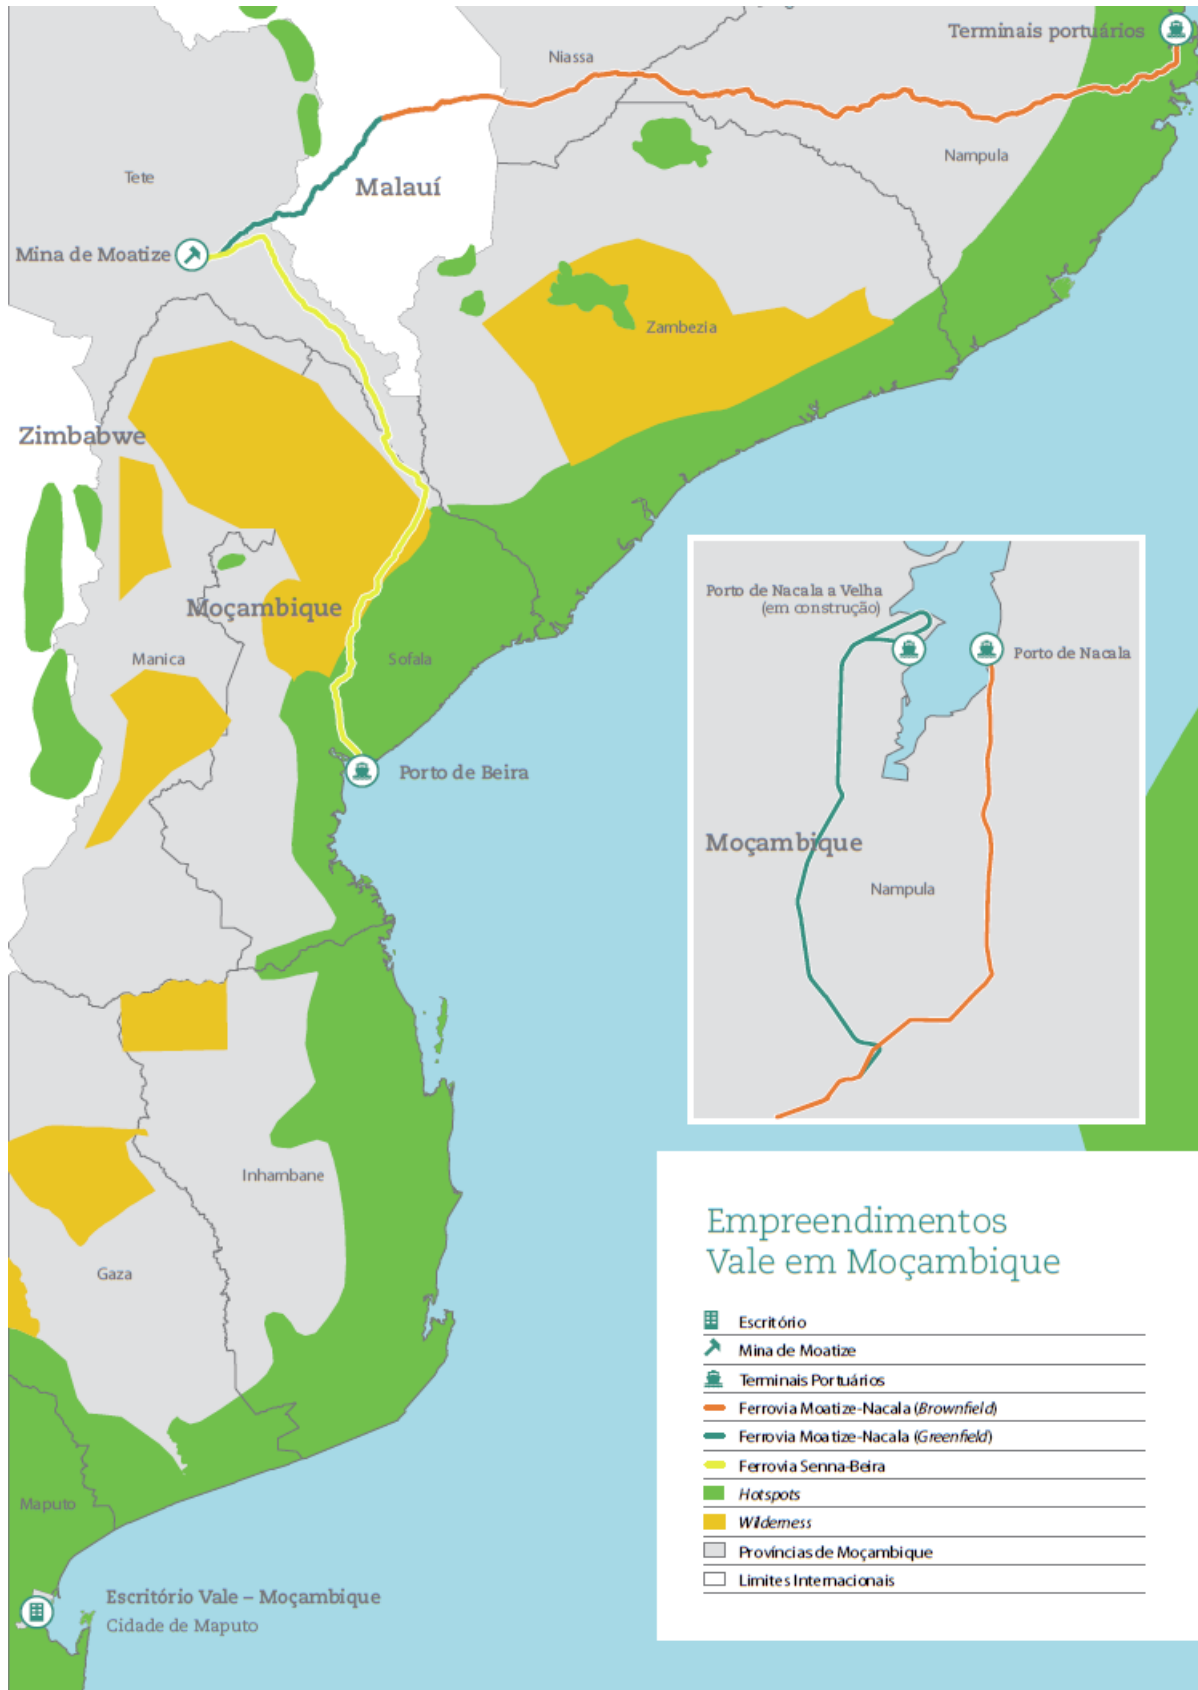 Terminais portuários
Niassa
Nampula
Tete
Malauí
Mina de Moatize
Zambezia
Zimbabwe
Moçambique
Manica
Sofala
Porto de Beira
Porto de Nacala a Velha
(em construção)
Porto de Nacala
Moçambique
Nampula
Inhambane
Gaza
Maputo
Escritório Vale – Moçambique
Cidade de Maputo
Empreendimentos
Vale em Moçambique
Escritório
Mina de Moatize
Terminais Portuários
Ferrovia Moatize-Nacala (Brownfield)
Ferrovia Moatize-Nacala (Greenfield)
Ferrovia Senna-Beira
Hotspots
Wilderness
Províncias de Moçambique
Limites Internacionais